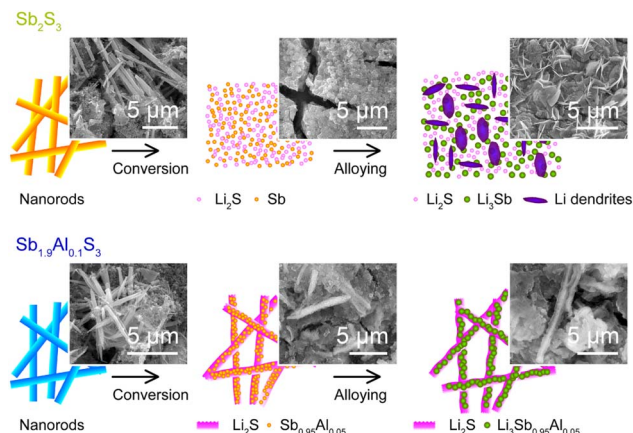 Sb₂S₃
5 μm
5 μm
5 μm
Conversion
Alloying
Nanorods
Li₂S
Sb
Li₂S
Li₃Sb
Li dendrites
Sb₁.₉Al₀.₁S₃
5 μm
5 μm
5 μm
Conversion
Alloying
Nanorods
Li₂S
Sb₀.₉₅Al₀.₀₅
Li₂S
Li₃Sb₀.₉₅Al₀.₀₅